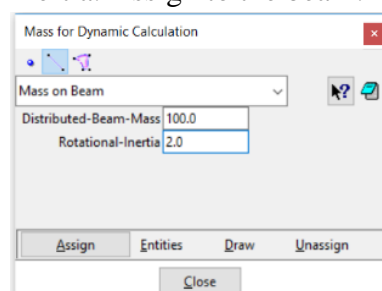 Mass for Dynamic Calculation
Mass on Beam
Distributed-Beam-Mass 100.0
Rotational-Inertia 2.0
Assign Entities Draw Unassign
Close